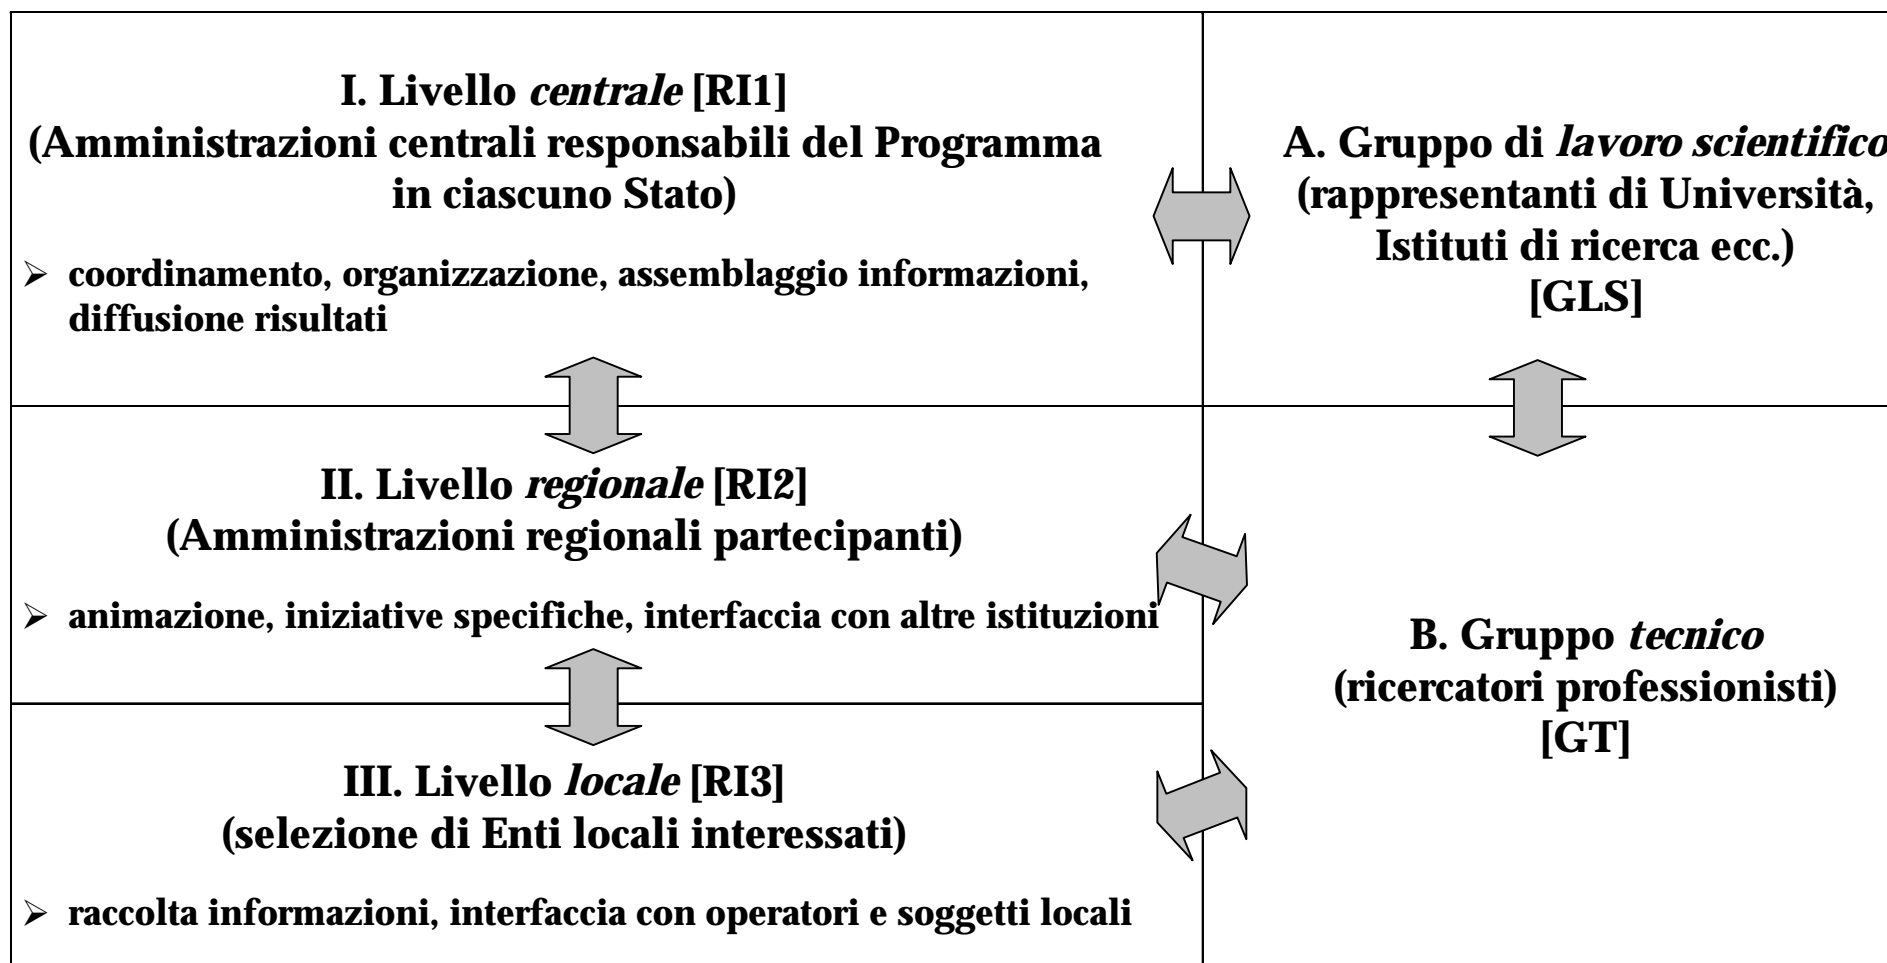 I. Livello centrale [RI1]
(Amministrazioni centrali responsabili del Programma
in ciascuno Stato)
➢ coordinamento, organizzazione, assemblaggio informazioni,
diffusione risultati
A. Gruppo di lavoro scientifico
(rappresentanti di Università,
Istituti di ricerca ecc.)
[GLS]
II. Livello regionale [RI2]
(Amministrazioni regionali partecipanti)
➢ animazione, iniziative specifiche, interfaccia con altre istituzioni
B. Gruppo tecnico
(ricercatori professionisti)
[GT]
III. Livello locale [RI3]
(selezione di Enti locali interessati)
➢ raccolta informazioni, interfaccia con operatori e soggetti locali